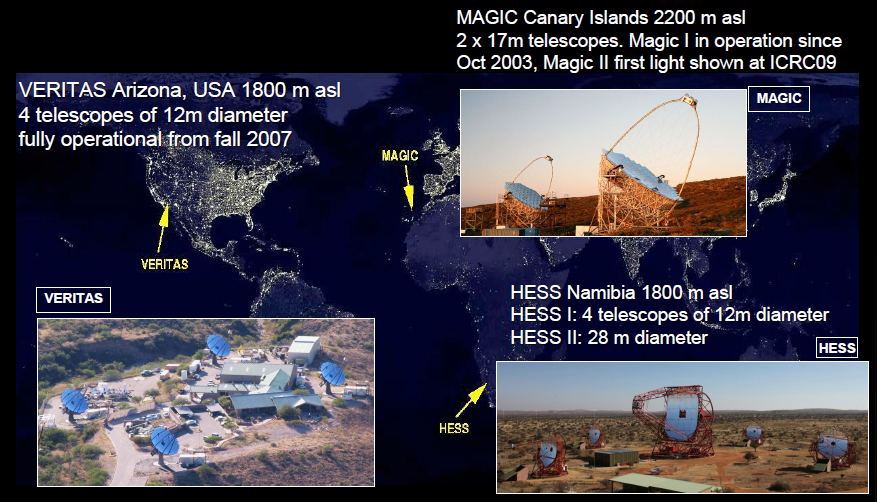 MAGIC Canary Islands 2200 m asl
2 x 17m telescopes. Magic I in operation since
Oct 2003, Magic II first light shown at ICRC09
VERITAS Arizona, USA 1800 m asl
4 telescopes of 12m diameter
fully operational from fall 2007
MAGIC
MAGIC
VERITAS
VERITAS
HESS Namibia 1800 m asl
HESS I: 4 telescopes of 12m diameter
HESS II: 28 m diameter
HESS
HESS